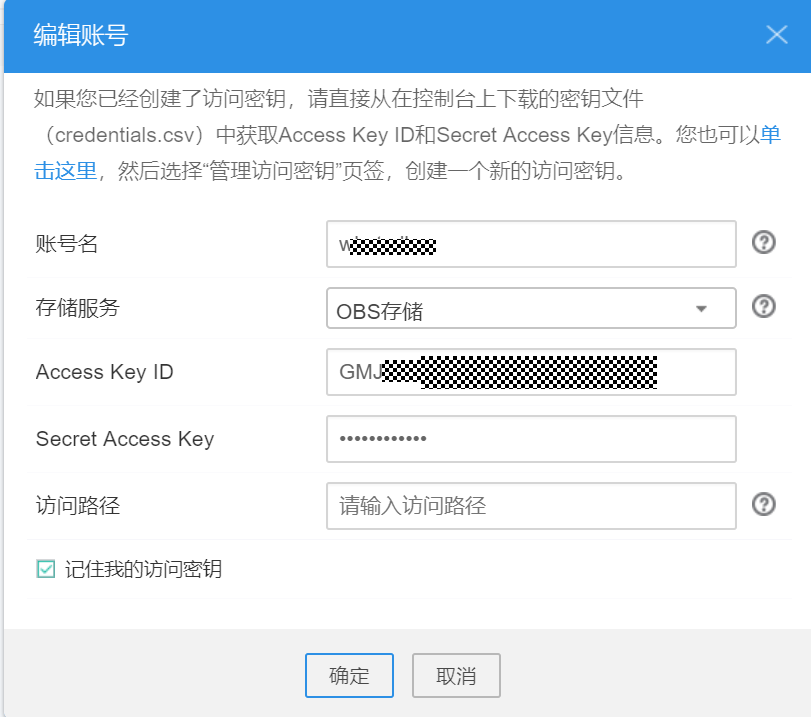 编辑账号
如果您已经创建了访问密钥，请直接从在控制台上下载的密钥文件
（credentials.csv）中获取Access Key ID和Secret Access Key信息。您也可以单
击这里，然后选择“管理访问密钥”页签，创建一个新的访问密钥。
账号名
存储服务 OBS存储
Access Key ID GMJ
Secret Access Key ••••••••••••
访问路径 请输入访问路径
记住我的访问密钥
确定 取消